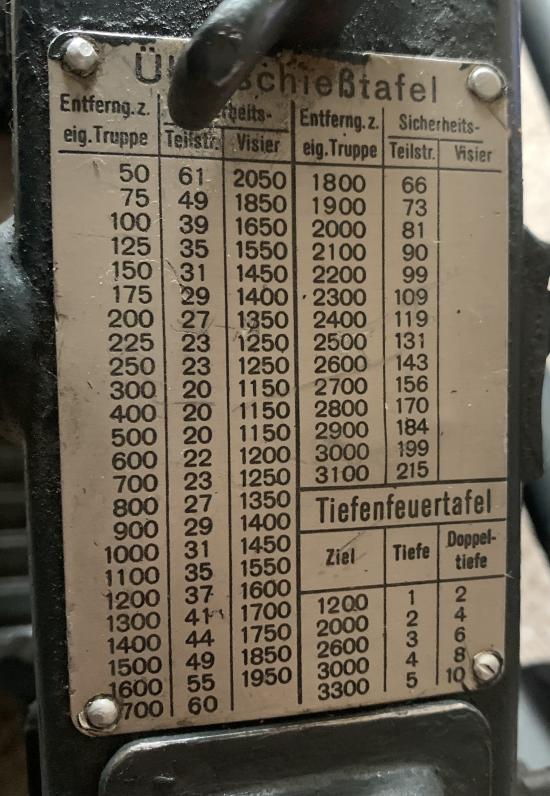 Überschießtafel
Entferng.z. Sicherheits-
eig.Truppe Teilstr. Visier
50 61 2050
75 49 1850
100 39 1650
125 35 1550
150 31 1450
175 29 1400
200 27 1350
225 23 1250
250 23 1250
300 20 1150
400 20 1150
500 20 1150
600 22 1200
700 23 1250
800 27 1350
900 29 1400
1000 31 1450
1100 35 1550
1200 37 1600
1300 41 1700
1400 44 1750
1500 49 1850
1600 55 1950
700 60
Entferng.z. Sicherheits-
eig.Truppe Teilstr. Visier
1800 66
1900 73
2000 81
2100 90
2200 99
2300 109
2400 119
2500 131
2600 143
2700 156
2800 170
2900 184
3000 199
3100 215
Tiefenfeuertafel
Ziel Tiefe Doppel-
tiefe
1200 1 2
2000 2 4
2600 3 6
3000 4 8
3300 5 10